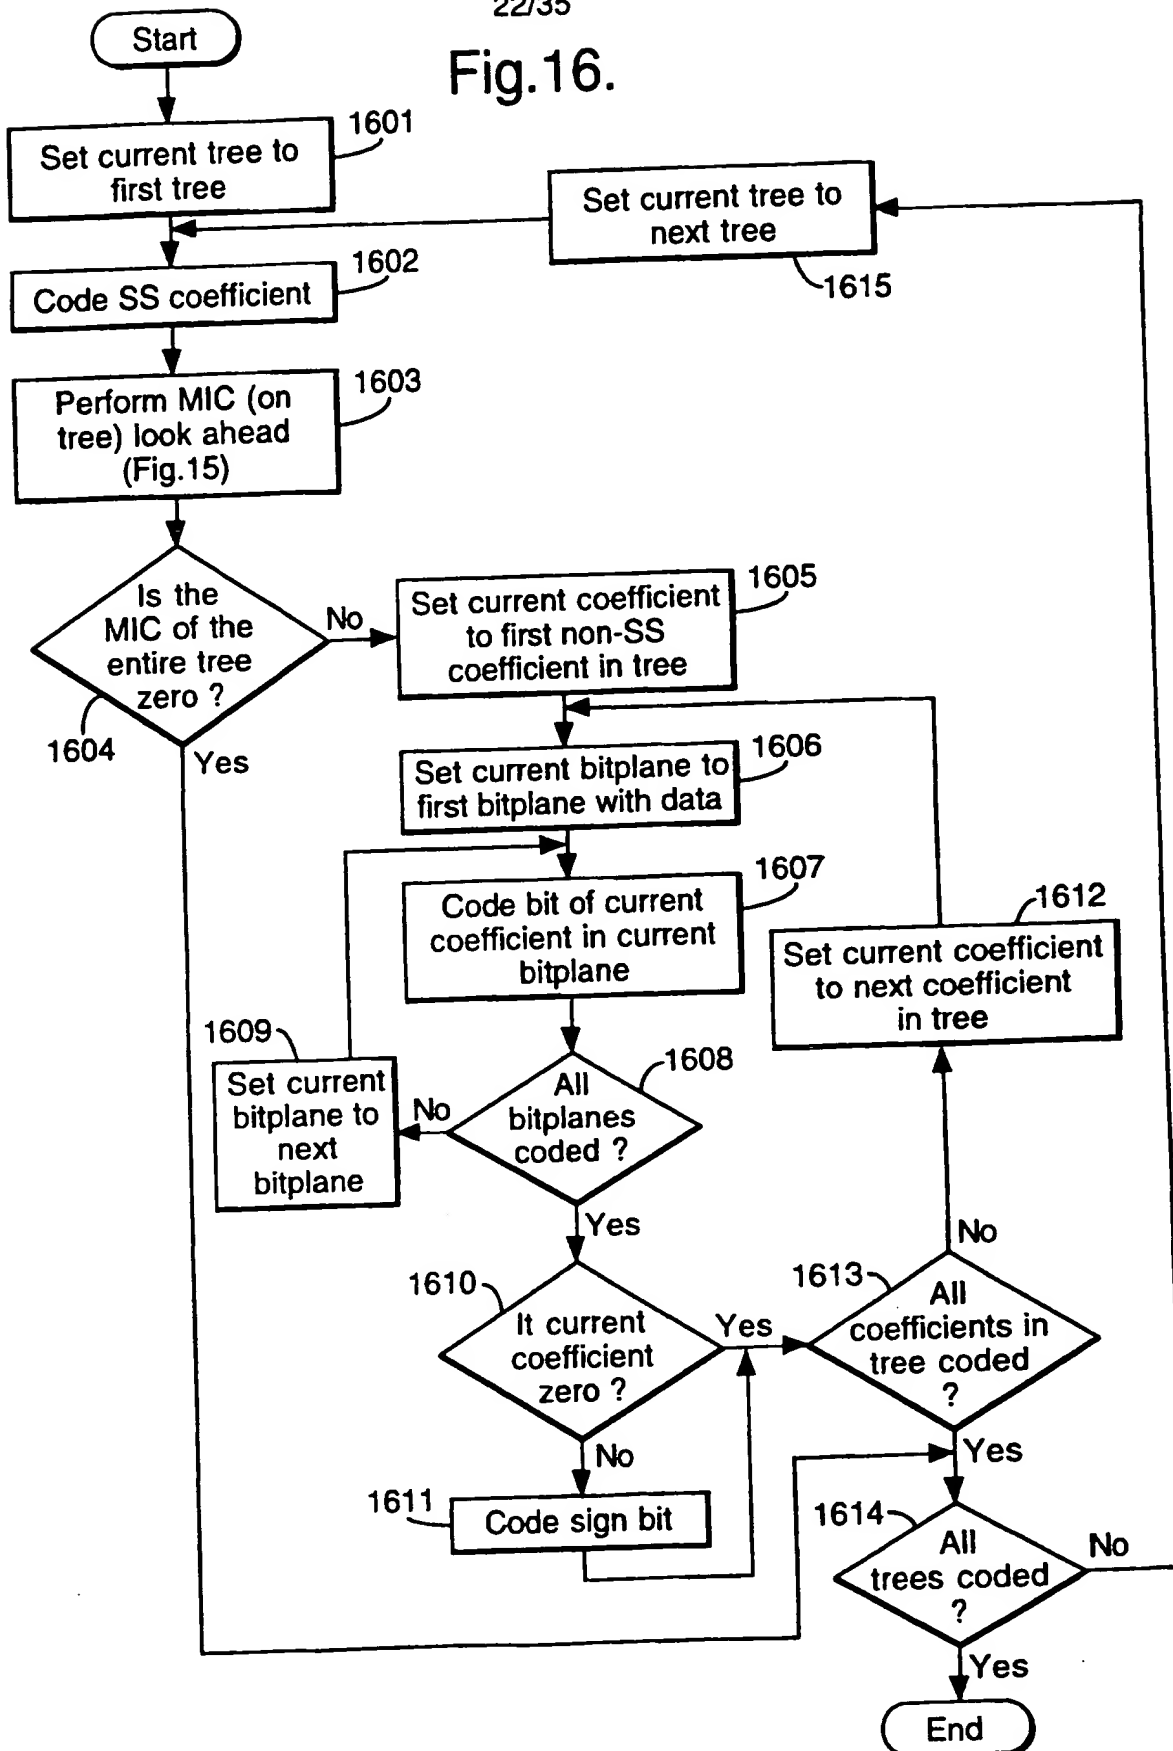 22/35
Fig.16.
Start
1601
Set current tree to
first tree
Set current tree to
next tree
1615
1602
Code SS coefficient
1603
Perform MIC (on
tree) look ahead
(Fig.15)
Is the
MIC of the
entire tree
zero ?
1604
No
Yes
1605
Set current coefficient
to first non-SS
coefficient in tree
1606
Set current bitplane to
first bitplane with data
1607
Code bit of current
coefficient in current
bitplane
1612
Set current coefficient
to next coefficient
in tree
1609
Set current
bitplane to
next
bitplane
No
1608
All
bitplanes
coded ?
Yes
1610
It current
coefficient
zero ?
Yes
No
1611
Code sign bit
1613
No
All
coefficients in
tree coded
?
Yes
1614
All
trees coded
?
No
Yes
End